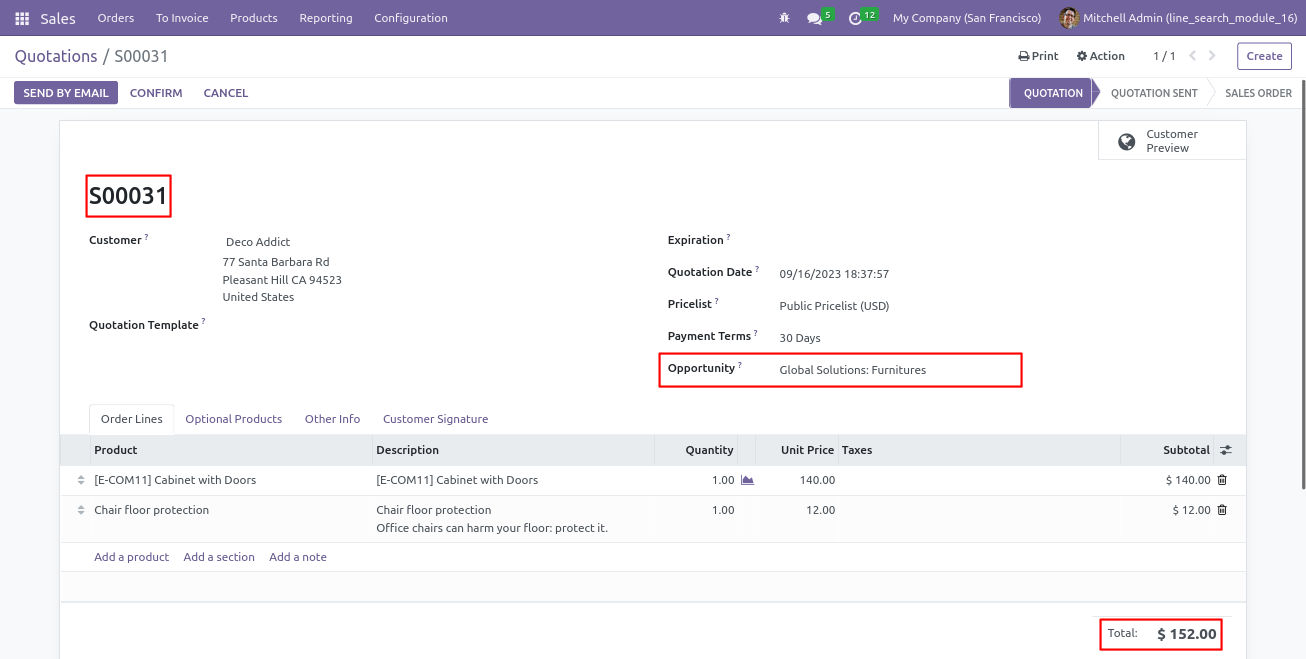 Sales Orders To Invoice Products Reporting Configuration 5 12 My Company (San Francisco) Mitchell Admin (line_search_module_16)
Quotations / S00031 Print Action 1 / 1 Create
SEND BY EMAIL CONFIRM CANCEL QUOTATION QUOTATION SENT SALES ORDER
Customer
Preview
S00031
Customer ? Deco Addict
77 Santa Barbara Rd
Pleasant Hill CA 94523
United States
Quotation Template ?
Expiration ?
Quotation Date ? 09/16/2023 18:37:57
Pricelist ? Public Pricelist (USD)
Payment Terms ? 30 Days
Opportunity ? Global Solutions: Furnitures
Order Lines Optional Products Other Info Customer Signature
Product Description Quantity Unit Price Taxes Subtotal
[E-COM11] Cabinet with Doors [E-COM11] Cabinet with Doors 1.00 140.00 $ 140.00
Chair floor protection Chair floor protection 1.00 12.00 $ 12.00
Office chairs can harm your floor: protect it.
Add a product Add a section Add a note
Total: $ 152.00